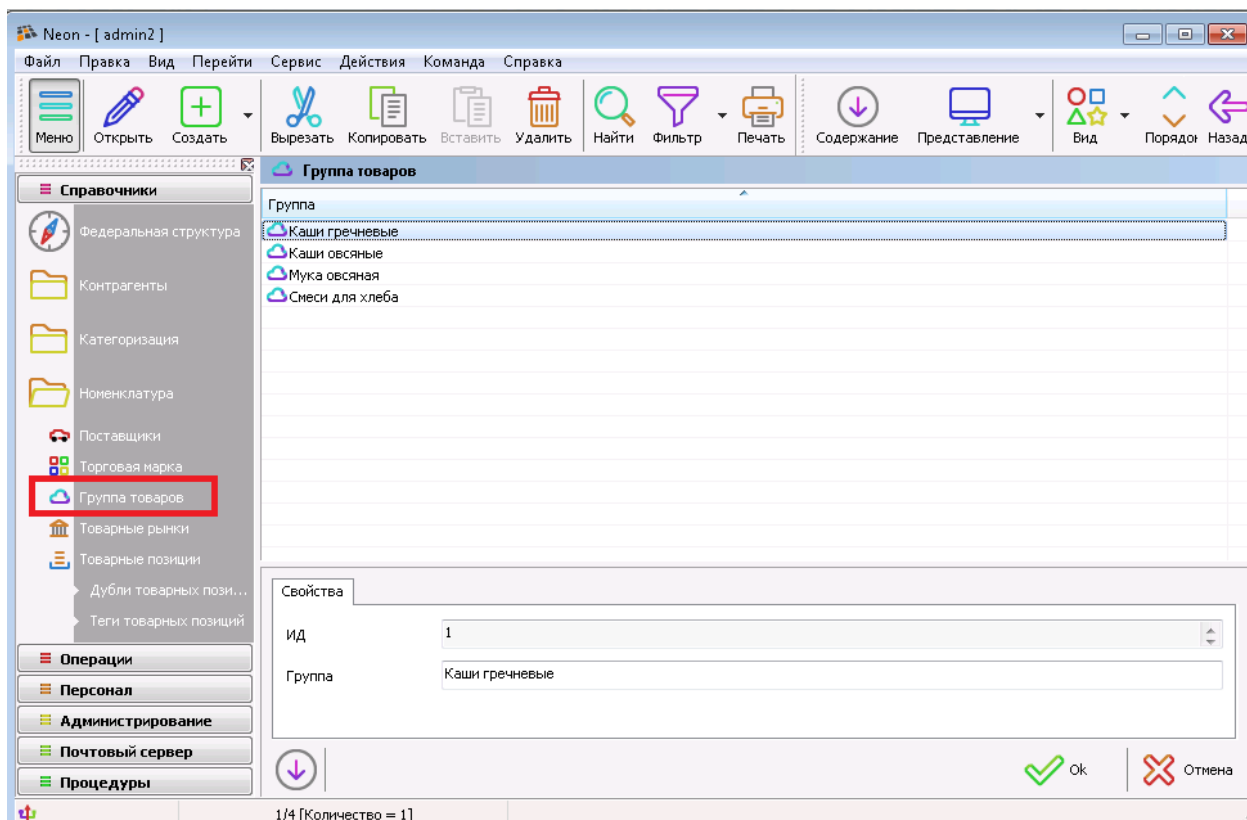 Neon - [ admin2 ]
Файл Правка Вид Перейти Сервис Действия Команда Справка
Меню Открыть Создать Вырезать Копировать Вставить Удалить Найти Фильтр Печать Содержание Представление Вид Порядок Назад
Справочники
Федеральная структура
Контрагенты
Категоризация
Номенклатура
Поставщики
Торговая марка
Группа товаров
Товарные рынки
Товарные позиции
Дубли товарных пози...
Теги товарных позиций
Операции
Персонал
Администрирование
Почтовый сервер
Процедуры
Группа товаров
Группа
Каши гречневые
Каши овсяные
Мука овсяная
Смеси для хлеба
Свойства
ИД 1
Группа Каши гречневые
Ok Отмена
1/4 [Количество = 1]